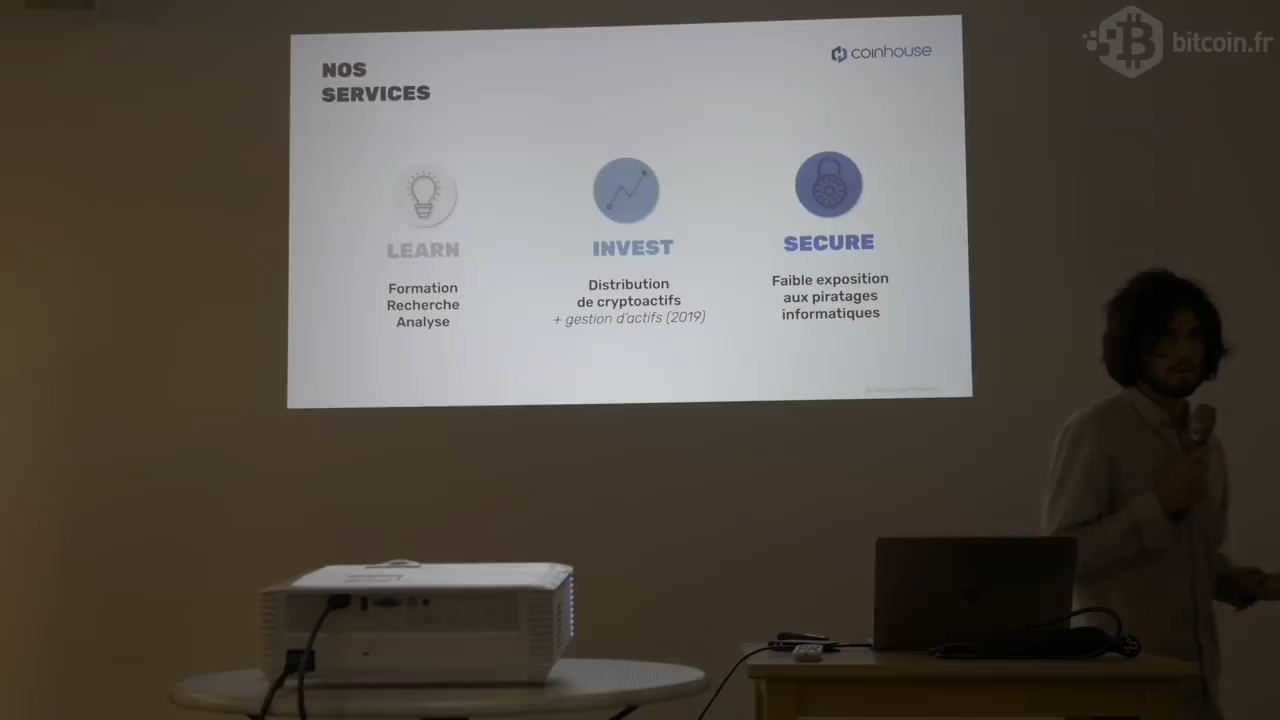 bitcoin.fr
NOS
SERVICES
coinhouse
LEARN
Formation
Recherche
Analyse
INVEST
Distribution
de cryptoactifs
+ gestion d'actifs (2019)
SECURE
Faible exposition
aux piratages
informatiques